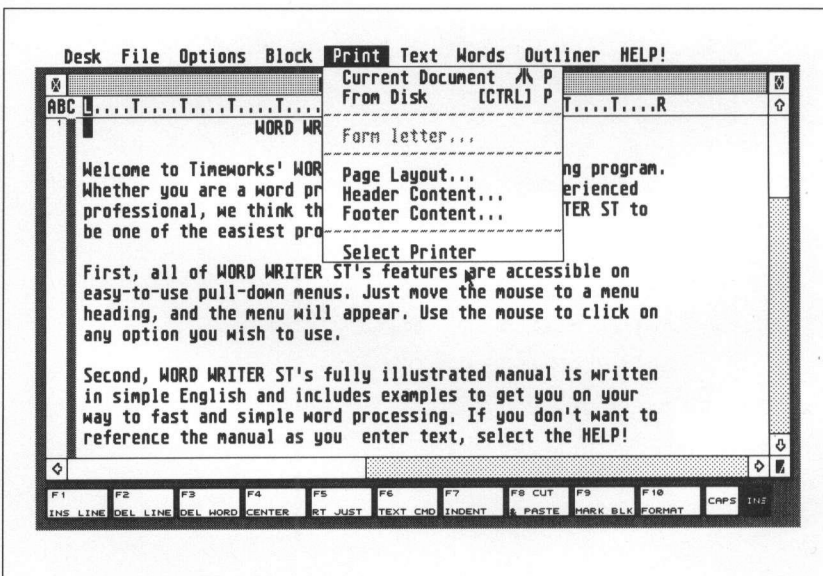 Desk File Options Block Print Text Words Outliner HELP!
Current Document P
From Disk [CTRL] P
Form letter...
Page Layout...
Header Content...
Footer Content...
Select Printer
ABC L....T....T....T....T.... T....T....R
1 WORD WR
Welcome to Timeworks' WOR ng program.
Whether you are a word pr erienced
professional, we think th TER ST to
be one of the easiest pro
First, all of WORD WRITER ST's features are accessible on
easy-to-use pull-down menus. Just move the mouse to a menu
heading, and the menu will appear. Use the mouse to click on
any option you wish to use.
Second, WORD WRITER ST's fully illustrated manual is written
in simple English and includes examples to get you on your
way to fast and simple word processing. If you don't want to
reference the manual as you enter text, select the HELP!
F1 F2 F3 F4 F5 F6 F7 F8 CUT F9 F10 CAPS INS
INS LINE DEL LINE DEL WORD CENTER RT JUST TEXT CMD INDENT & PASTE MARK BLK FORMAT